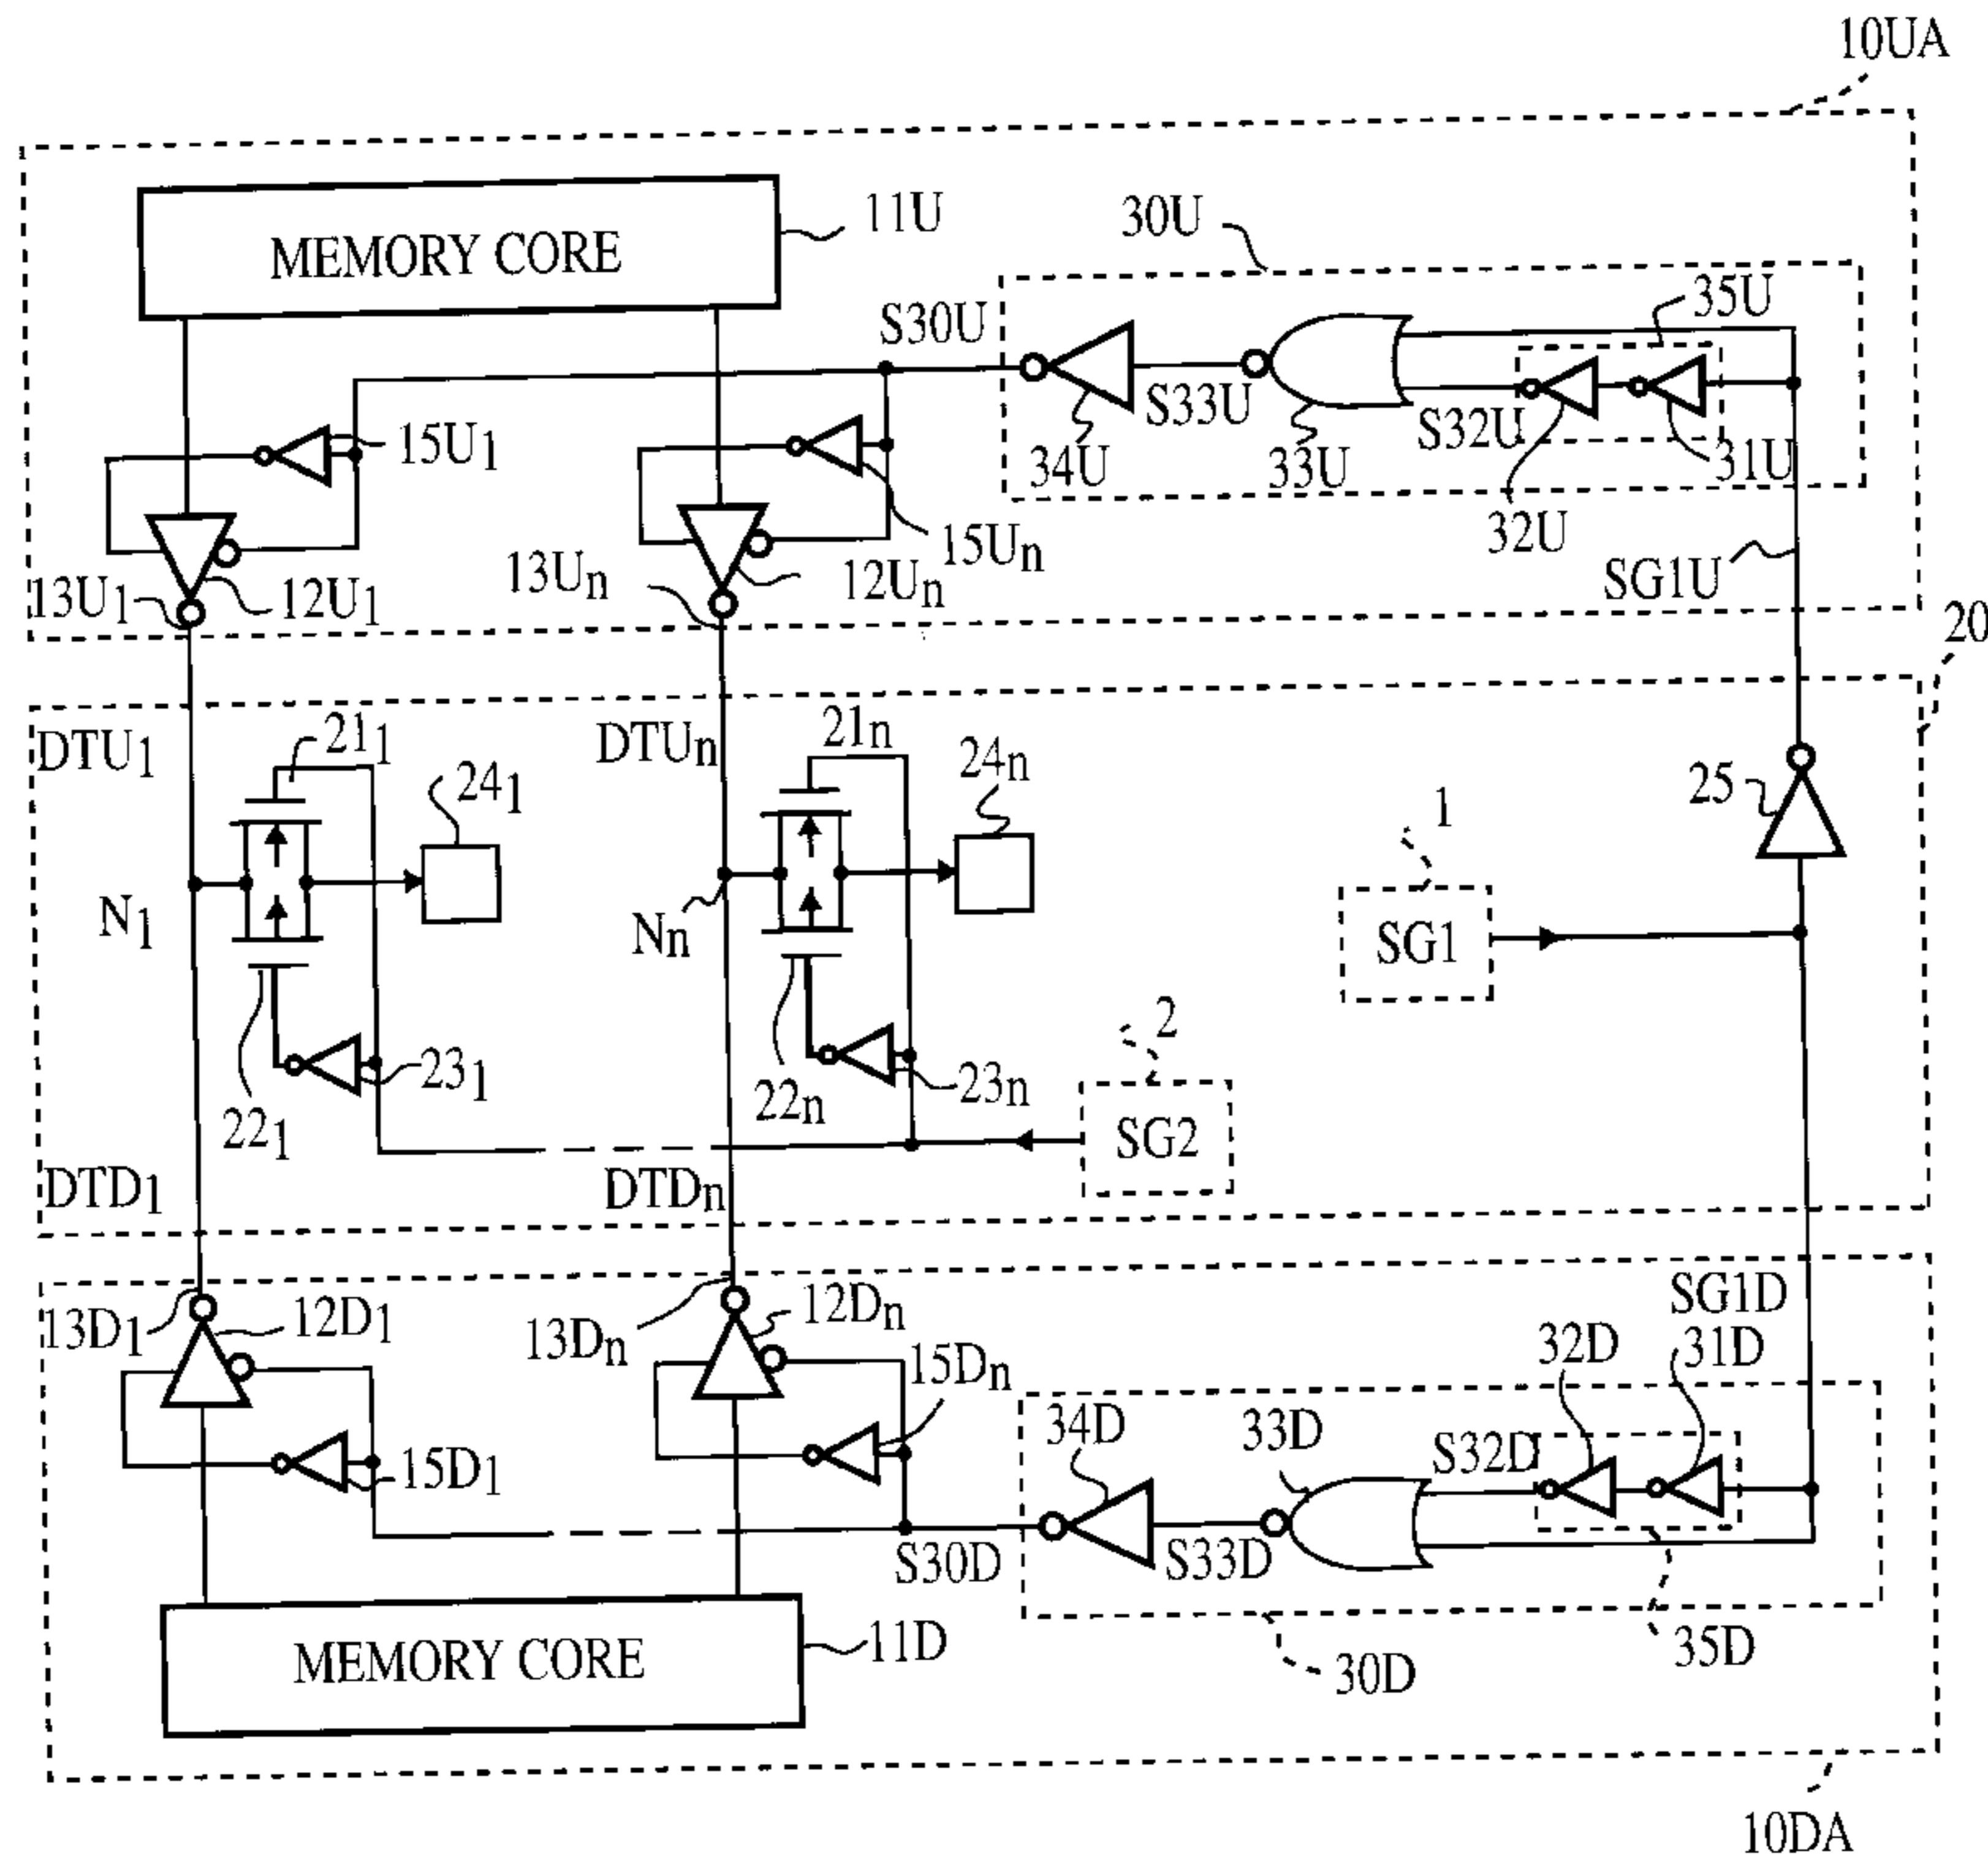 10UA
MEMORY CORE
11U
30U
35U
S30U
S33U
S32U
34U
33U
31U
32U
15U1
15Un
13U1
12U1
13Un
12Un
SG1U
20
DTU1
211
241
DTUn
21n
24n
25
1
N1
Nn
SG1
2
221
231
22n
23n
SG2
DTD1
DTDn
SG1D
13D1
12D1
13Dn
12Dn
15Dn
32D
31D
34D
33D
S32D
15D1
S30D
S33D
MEMORY CORE
11D
30D
35D
10DA